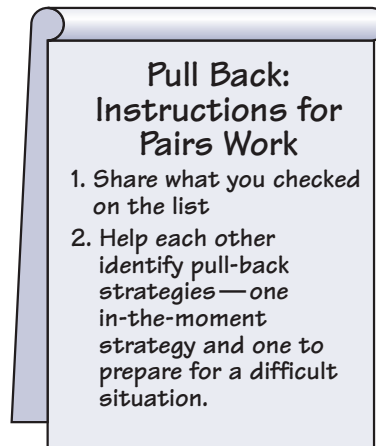 Pull Back:
Instructions for
Pairs Work
1. Share what you checked
on the list
2. Help each other
identify pull-back
strategies—one
in-the-moment
strategy and one to
prepare for a difficult
situation.